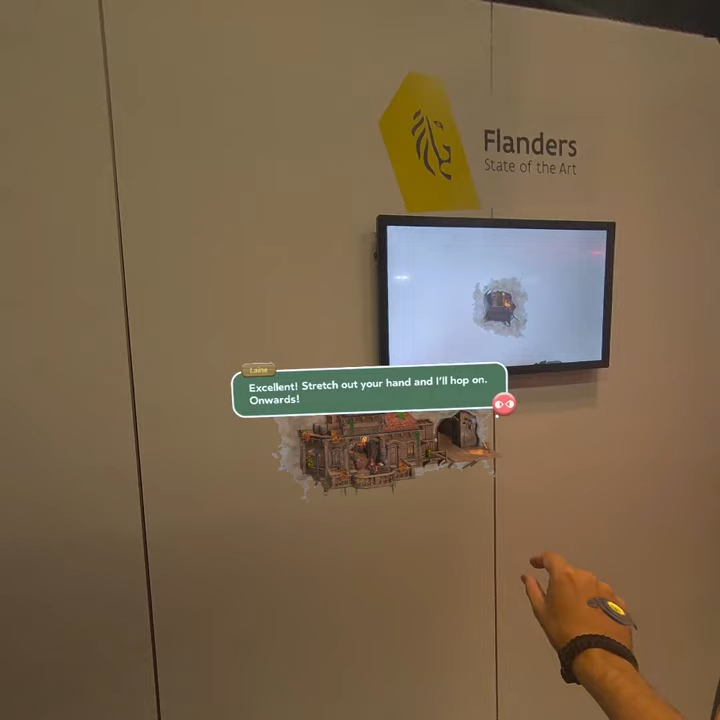 Flanders
State of the Art
Laine
Excellent! Stretch out your hand and I'll hop on.
Onwards!